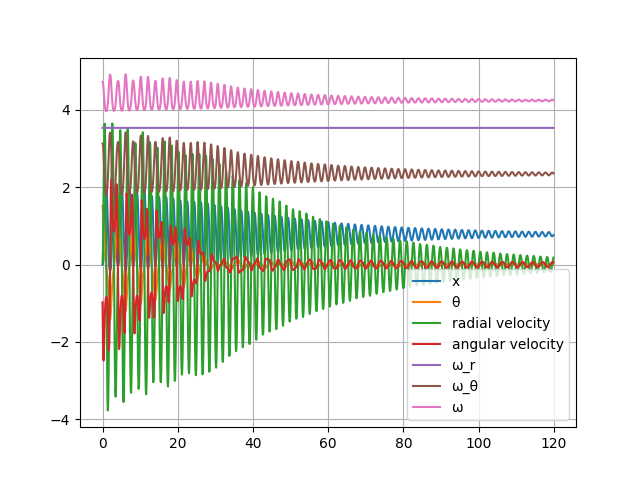 4
2
0
−2
−4
0
20
40
60
80
100
120
x
θ
radial velocity
angular velocity
ω_r
ω_θ
ω